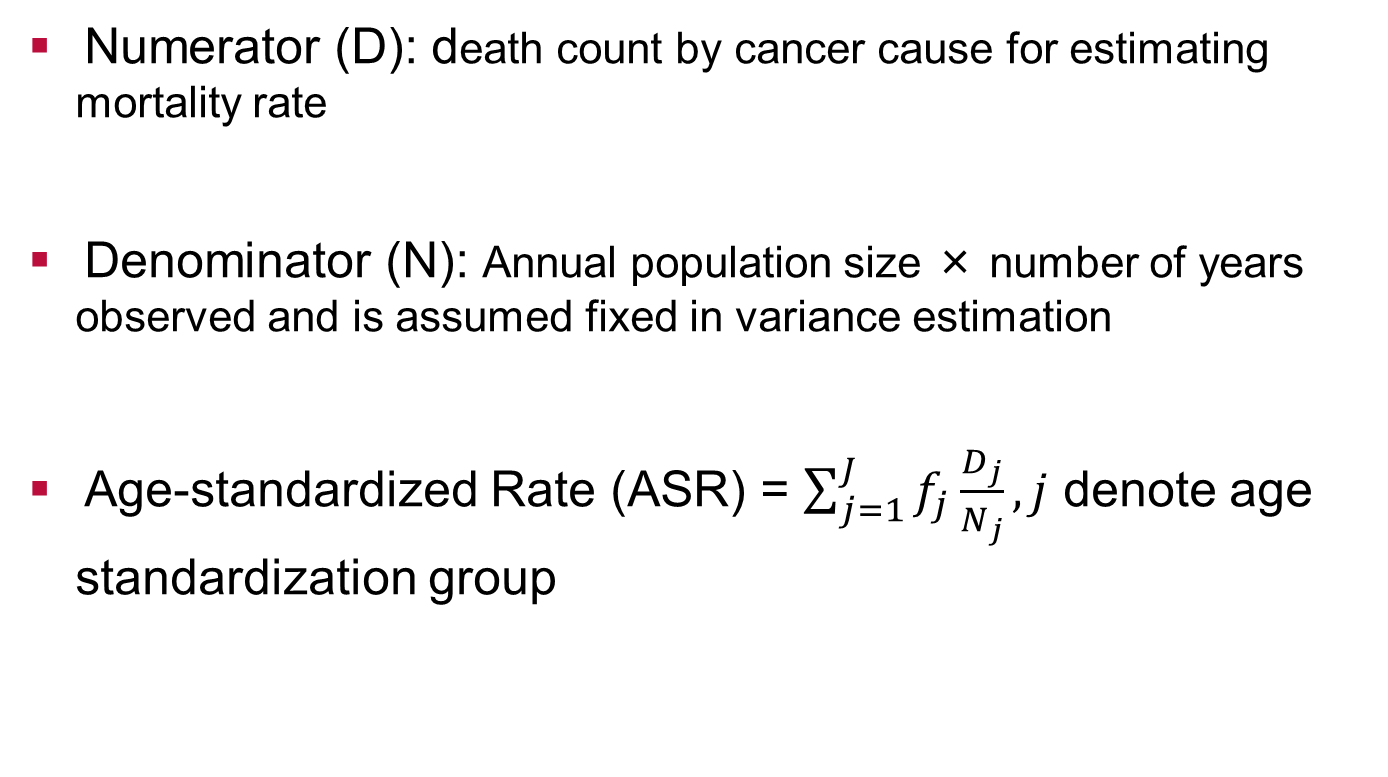 ▪ Numerator (D): death count by cancer cause for estimating
mortality rate
▪ Denominator (N): Annual population size × number of years
observed and is assumed fixed in variance estimation
▪ Age-standardized Rate (ASR) = ∑_{j=1}^{J} f_j D_j/N_j , j denote age
standardization group